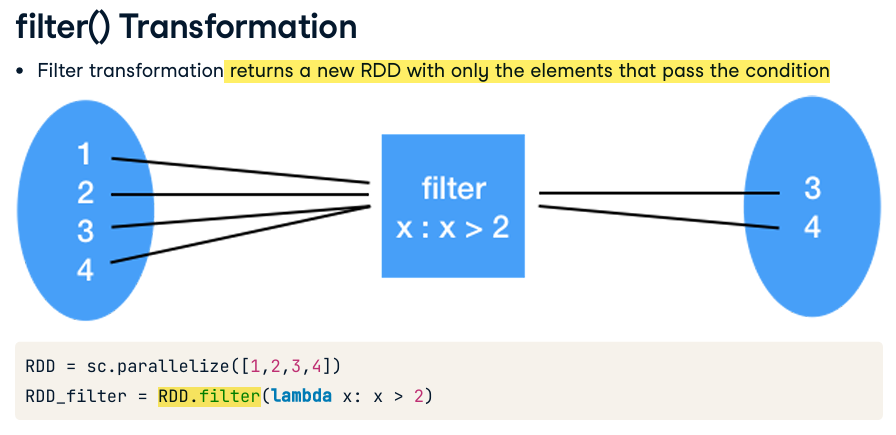 filter() Transformation
• Filter transformation returns a new RDD with only the elements that pass the condition
1
2
3
4
filter
x : x > 2
3
4
RDD = sc.parallelize([1,2,3,4])
RDD_filter = RDD.filter(lambda x: x > 2)